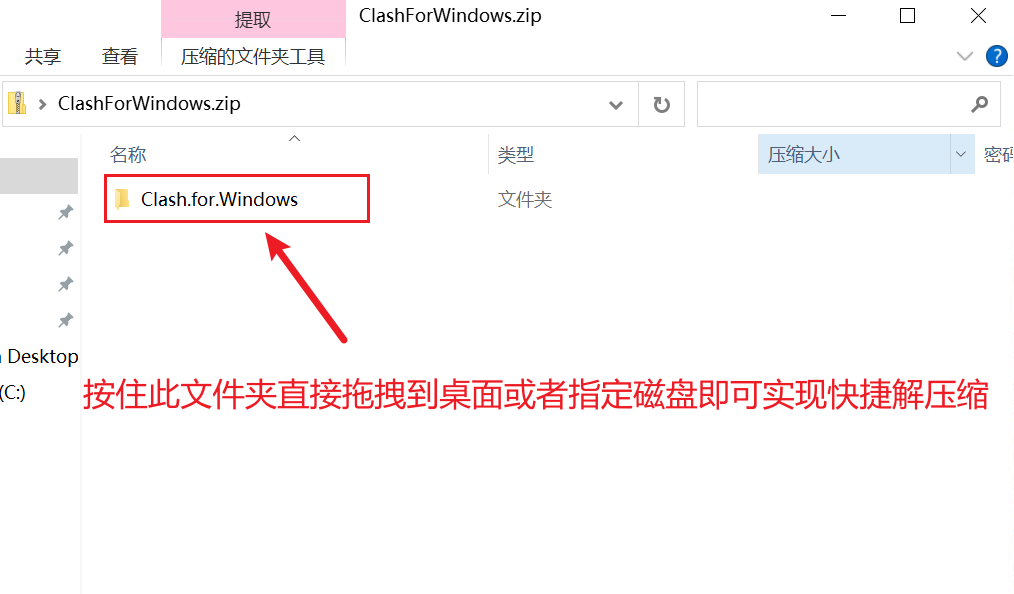 提取
ClashForWindows.zip
共享
查看
压缩的文件夹工具
?
ClashForWindows.zip
名称
类型
压缩大小
密码
Clash.for.Windows
文件夹
Desktop
(C:)
按住此文件夹直接拖拽到桌面或者指定磁盘即可实现快捷解压缩